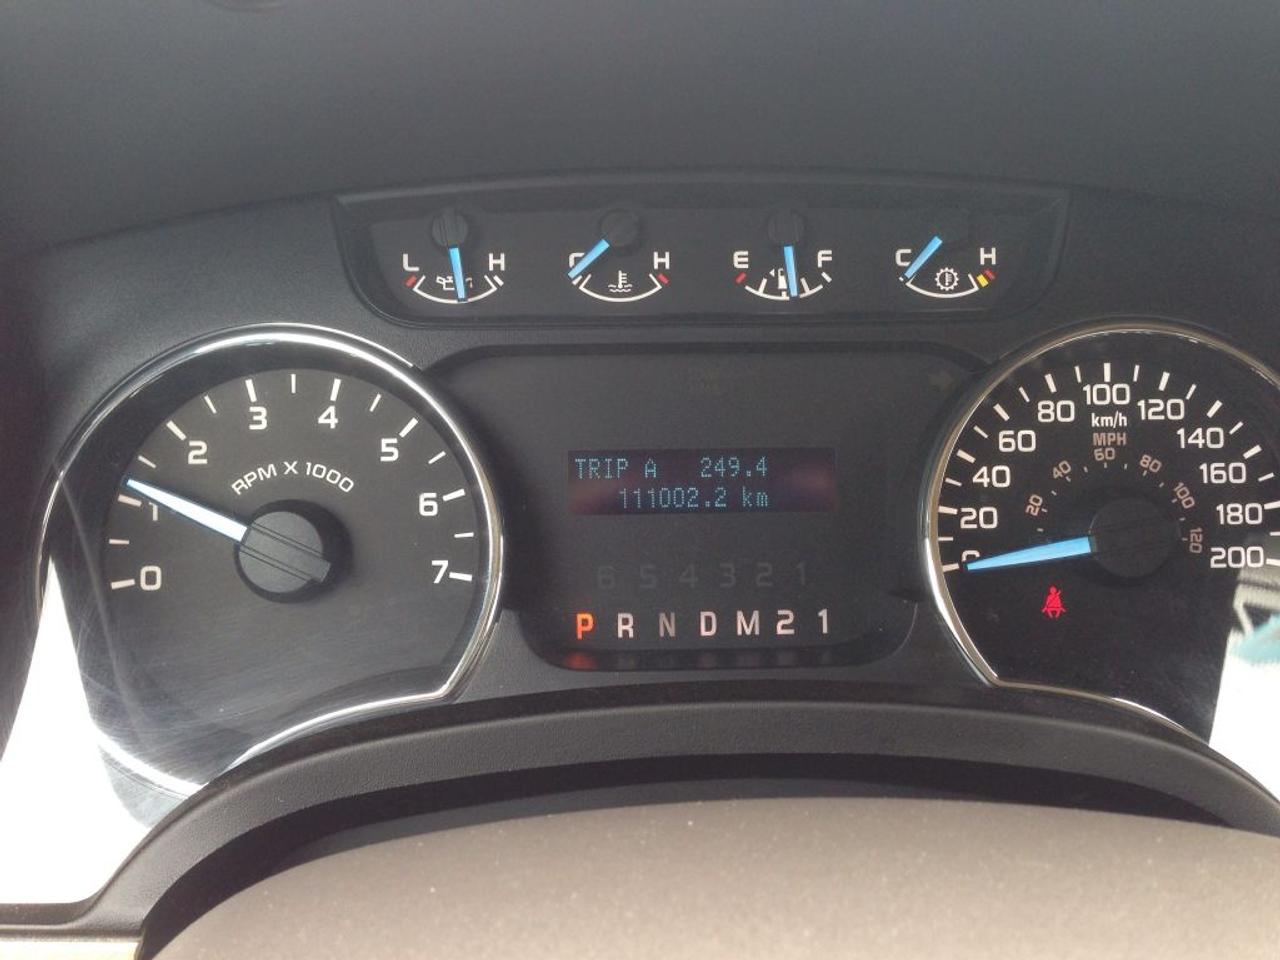 L H
C H
E F
C H
0 1 2 3 4 5 6 7
RPM X 1000
TRIP A 249.4
111002.2 km
6 5 4 3 2 1
P R N D M 2 1
0 20 40 60 80 100 120 140 160 180 200
km/h
MPH
20 40 60 80 100 120